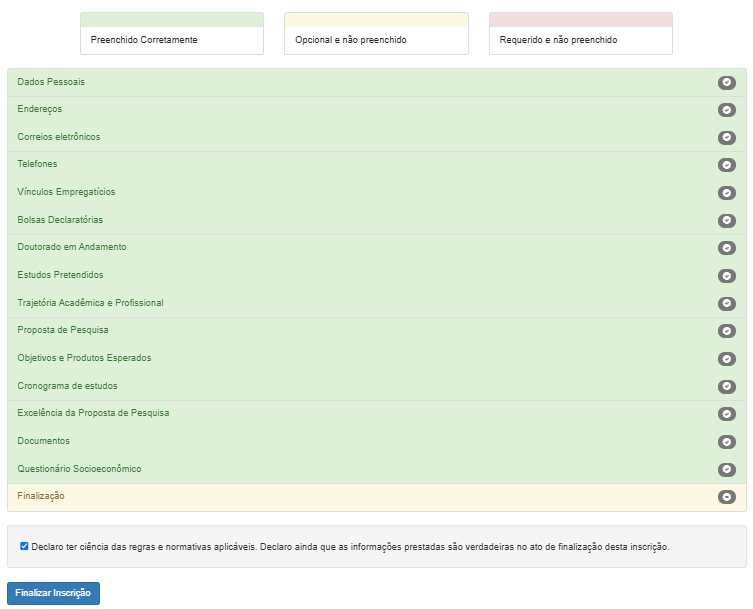 Preenchido Corretamente
Opcional e não preenchido
Requerido e não preenchido
Dados Pessoais
Endereços
Correios eletrônicos
Telefones
Vínculos Empregatícios
Bolsas Declaratórias
Doutorado em Andamento
Estudos Pretendidos
Trajetória Acadêmica e Profissional
Proposta de Pesquisa
Objetivos e Produtos Esperados
Cronograma de estudos
Excelência da Proposta de Pesquisa
Documentos
Questionário Socioeconômico
Finalização
Declaro ter ciência das regras e normativas aplicáveis. Declaro ainda que as informações prestadas são verdadeiras no ato de finalização desta inscrição.
Finalizar Inscrição